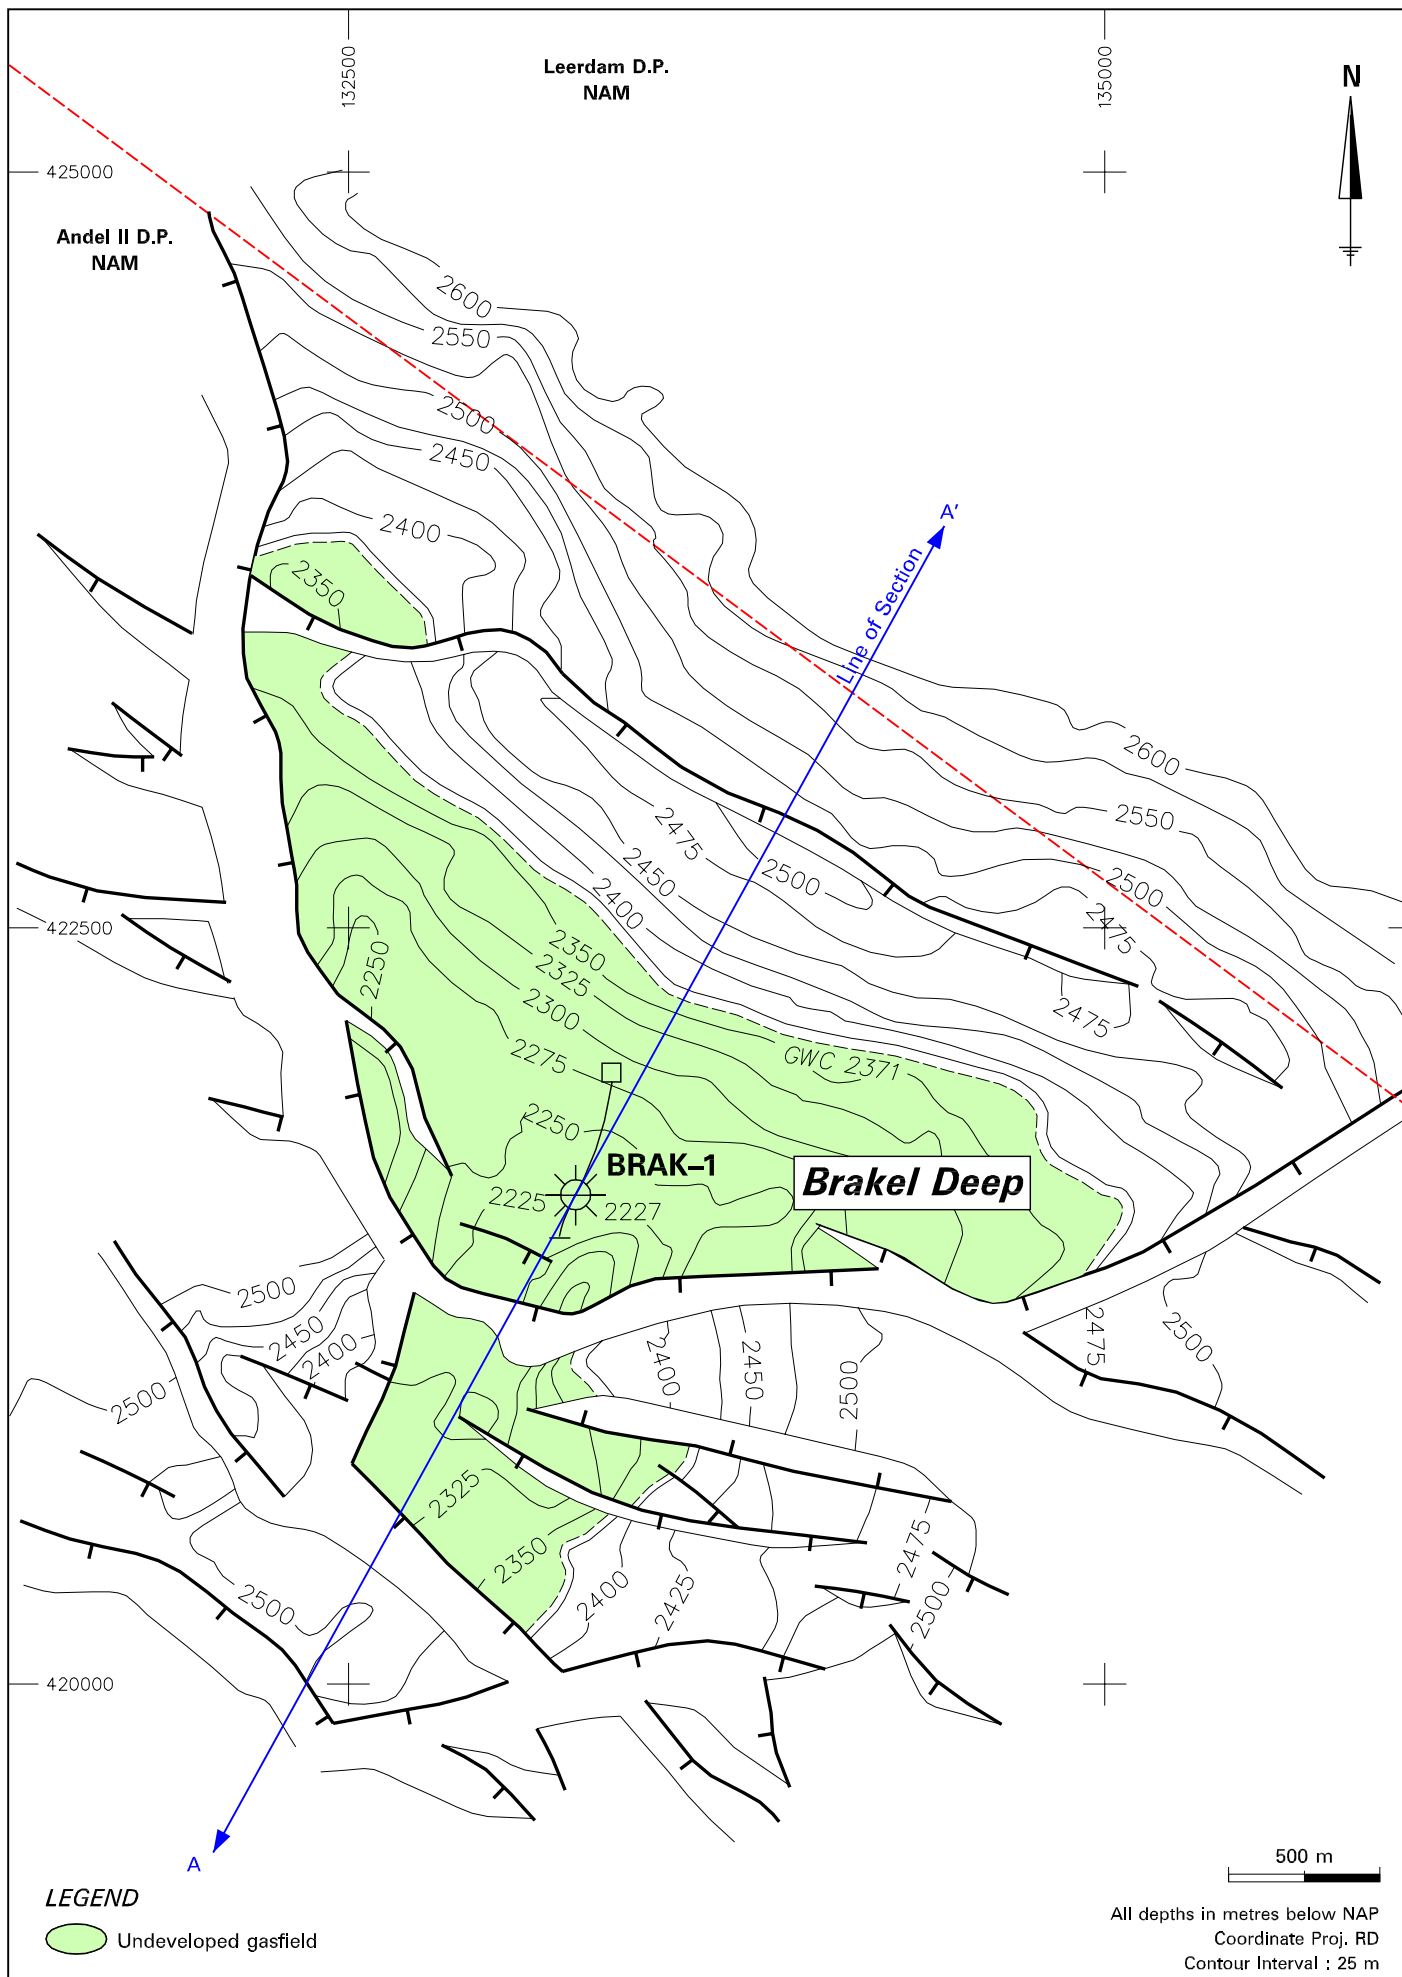 132500
135000
Leerdam D.P.
NAM
N
425000
Andel II D.P.
NAM
2600
2550
2500
2450
2400
2350
A'
Line of Section
2600
2550
2500
2475
2475
2475
2500
2450
2400
2350
2325
2300
2275
2250
2250
422500
GWC 2371
BRAK–1
Brakel Deep
2225
2227
2500
2450
2400
2500
2400
2450
2500
2475
2500
2325
2350
2400
2425
2475
2500
2500
420000
A
500 m
LEGEND
Undeveloped gasfield
All depths in metres below NAP
Coordinate Proj. RD
Contour Interval : 25 m